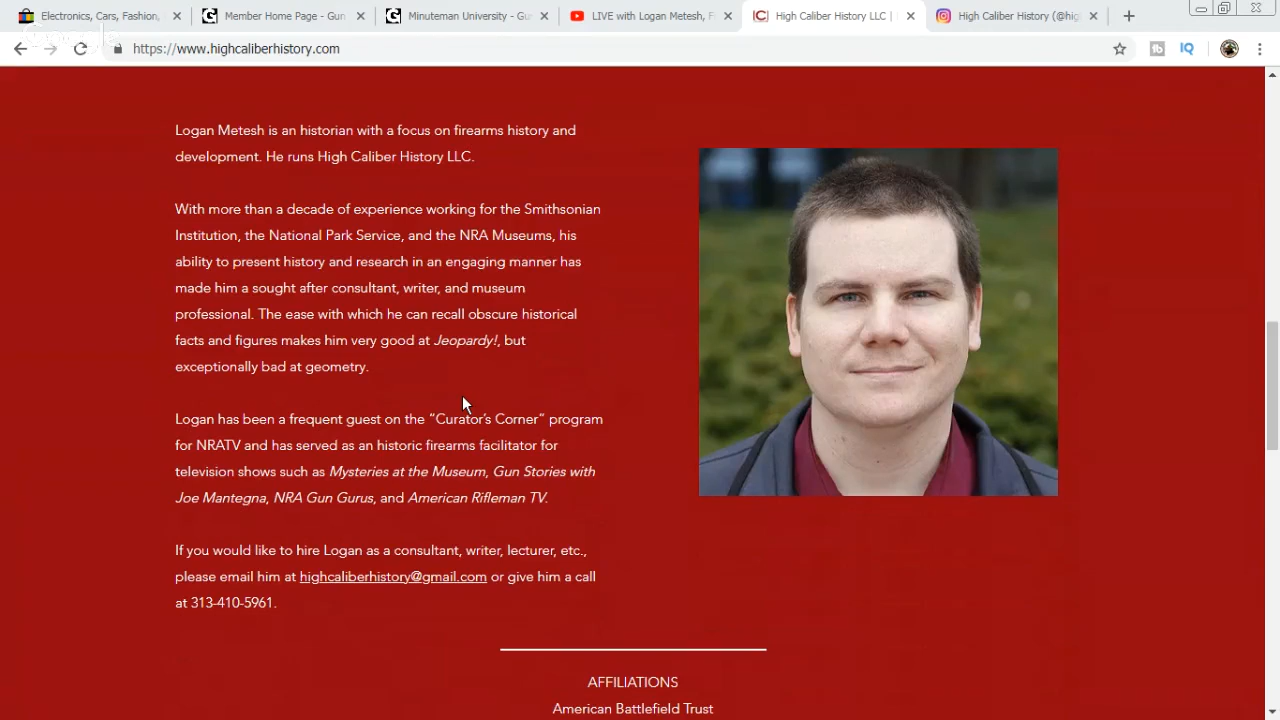 Electronics, Cars, Fashion,
Member Home Page - Gun
Minuteman University - Gu
LIVE with Logan Metesh, F
High Caliber History LLC |
High Caliber History (@hig
https://www.highcaliberhistory.com
Logan Metesh is an historian with a focus on firearms history and
development. He runs High Caliber History LLC.
With more than a decade of experience working for the Smithsonian
Institution, the National Park Service, and the NRA Museums, his
ability to present history and research in an engaging manner has
made him a sought after consultant, writer, and museum
professional. The ease with which he can recall obscure historical
facts and figures makes him very good at Jeopardy!, but
exceptionally bad at geometry.
Logan has been a frequent guest on the “Curator’s Corner” program
for NRATV and has served as an historic firearms facilitator for
television shows such as Mysteries at the Museum, Gun Stories with
Joe Mantegna, NRA Gun Gurus, and American Rifleman TV.
If you would like to hire Logan as a consultant, writer, lecturer, etc.,
please email him at highcaliberhistory@gmail.com or give him a call
at 313-410-5961.
AFFILIATIONS
American Battlefield Trust